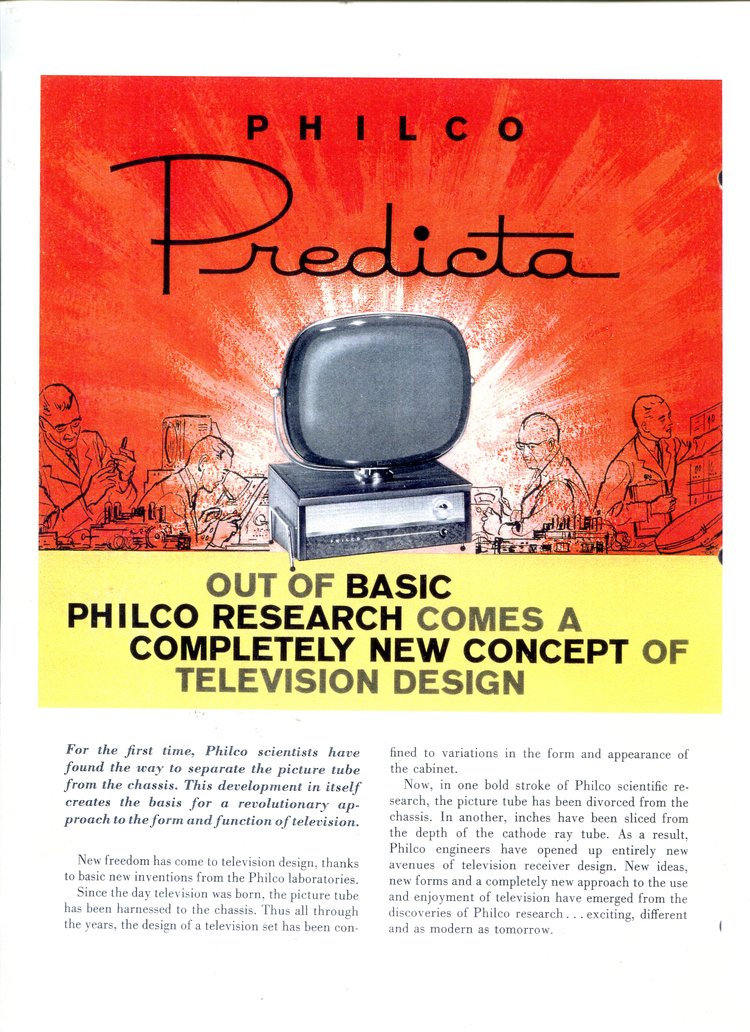 PHILCO
Predicta
PHILCO
OUT OF BASIC
PHILCO RESEARCH COMES A
COMPLETELY NEW CONCEPT OF
TELEVISION DESIGN
For the first time, Philco scientists have
found the way to separate the picture tube
from the chassis. This development in itself
creates the basis for a revolutionary ap-
proach to the form and function of television.
New freedom has come to television design, thanks
to basic new inventions from the Philco laboratories.
Since the day television was born, the picture tube
has been harnessed to the chassis. Thus all through
the years, the design of a television set has been con-
fined to variations in the form and appearance of
the cabinet.
Now, in one bold stroke of Philco scientific re-
search, the picture tube has been divorced from the
chassis. In another, inches have been sliced from
the depth of the cathode ray tube. As a result,
Philco engineers have opened up entirely new
avenues of television receiver design. New ideas,
new forms and a completely new approach to the use
and enjoyment of television have emerged from the
discoveries of Philco research . . . exciting, different
and as modern as tomorrow.